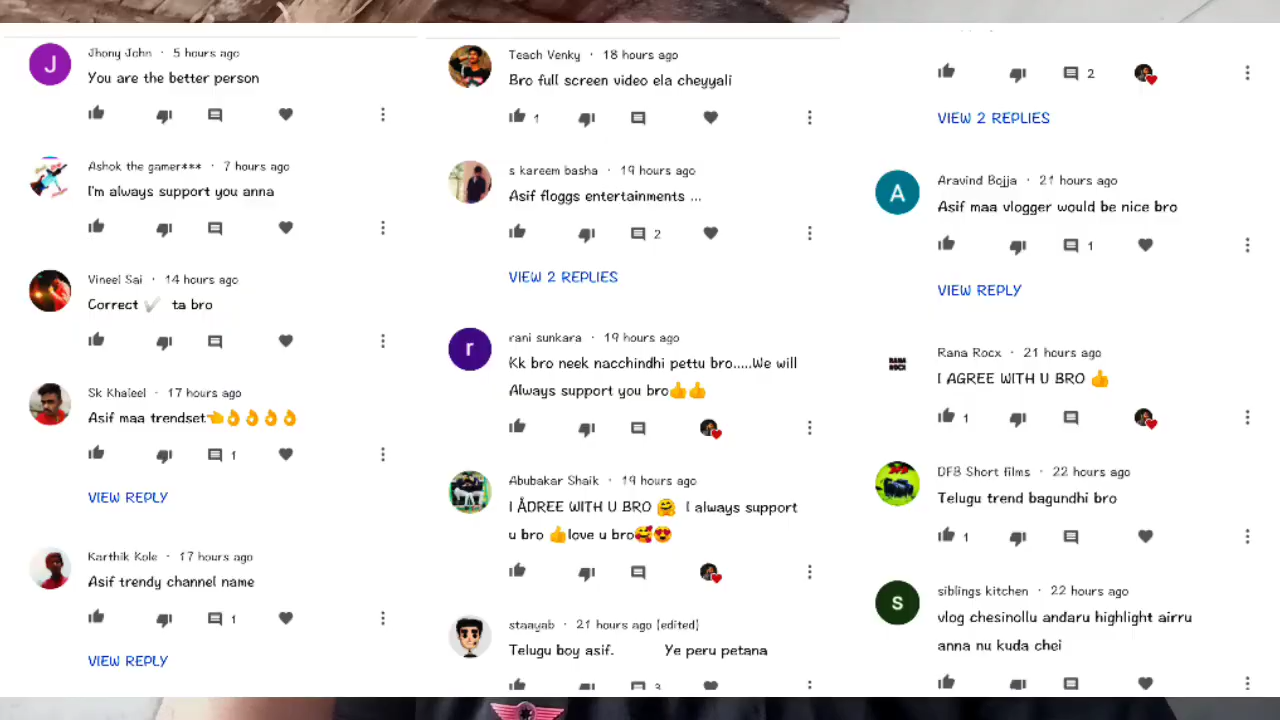 Jhony John · 5 hours ago
You are the better person
Ashok the gamer*** · 7 hours ago
I'm always support you anna
Vineel Sai · 14 hours ago
Correct ✔ ta bro
Sk Khaleel · 17 hours ago
Asif maa trendset👈👌👌👌👌
1
VIEW REPLY
Karthik Kole · 17 hours ago
Asif trendy channel name
1
VIEW REPLY
Teach Venky · 18 hours ago
Bro full screen video ela cheyyali
1
s kareem basha · 19 hours ago
Asif floggs entertainments ...
2
VIEW 2 REPLIES
rani sunkara · 19 hours ago
Kk bro neek nacchindhi pettu bro.....We will
Always support you bro👍👍
Abubakar Shaik · 19 hours ago
I ÅDREE WITH U BRO 🤗 I always support
u bro 👍love u bro🥰😍
staayab · 21 hours ago (edited)
Telugu boy asif. Ye peru petana
3
2
VIEW 2 REPLIES
Aravind Bojja · 21 hours ago
Asif maa vlogger would be nice bro
1
VIEW REPLY
Rana Rocx · 21 hours ago
I AGREE WITH U BRO 👍
1
DFB Short films · 22 hours ago
Telugu trend bagundhi bro
1
siblings kitchen · 22 hours ago
vlog chesinollu andaru highlight airru
anna nu kuda chei
J
r
A
RANA
ROCX
s